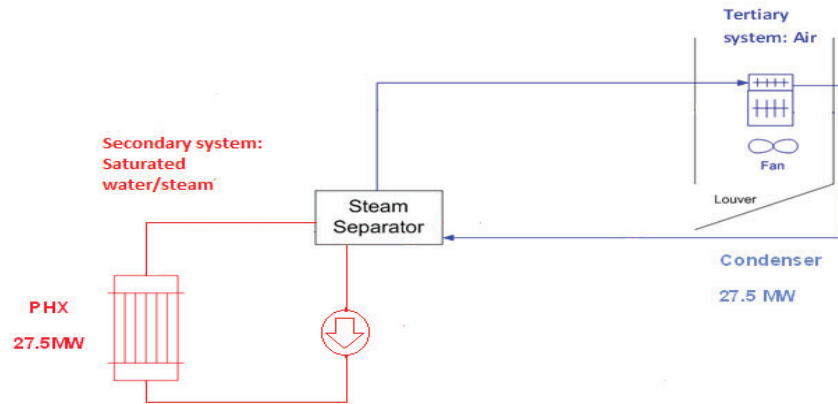 Tertiary
system: Air
Secondary system:
Saturated
water/steam
Fan
Steam
Separator
Louver
Condenser
27.5 MW
PHX
27.5MW